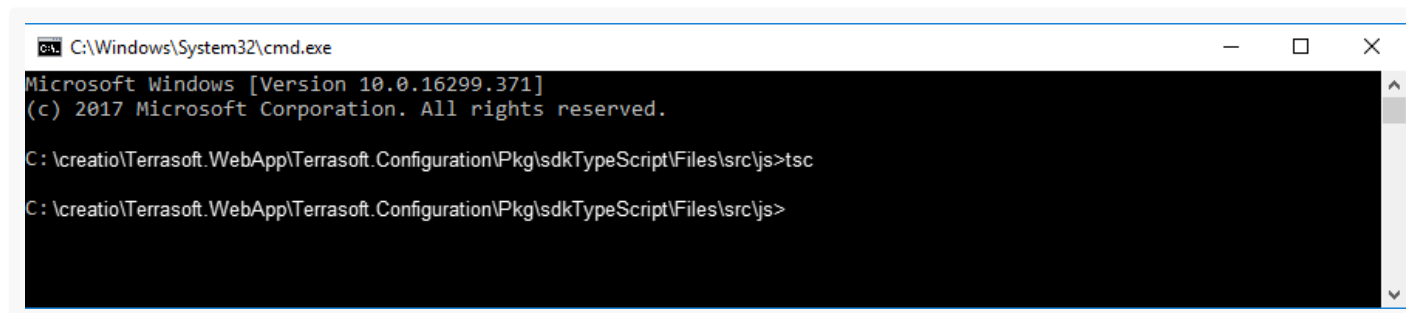 C:\Windows\System32\cmd.exe
Microsoft Windows [Version 10.0.16299.371]
(c) 2017 Microsoft Corporation. All rights reserved.
C:\creatio\Terrasoft.WebApp\Terrasoft.Configuration\Pkg\sdkTypeScript\Files\src\js>tsc
C:\creatio\Terrasoft.WebApp\Terrasoft.Configuration\Pkg\sdkTypeScript\Files\src\js>